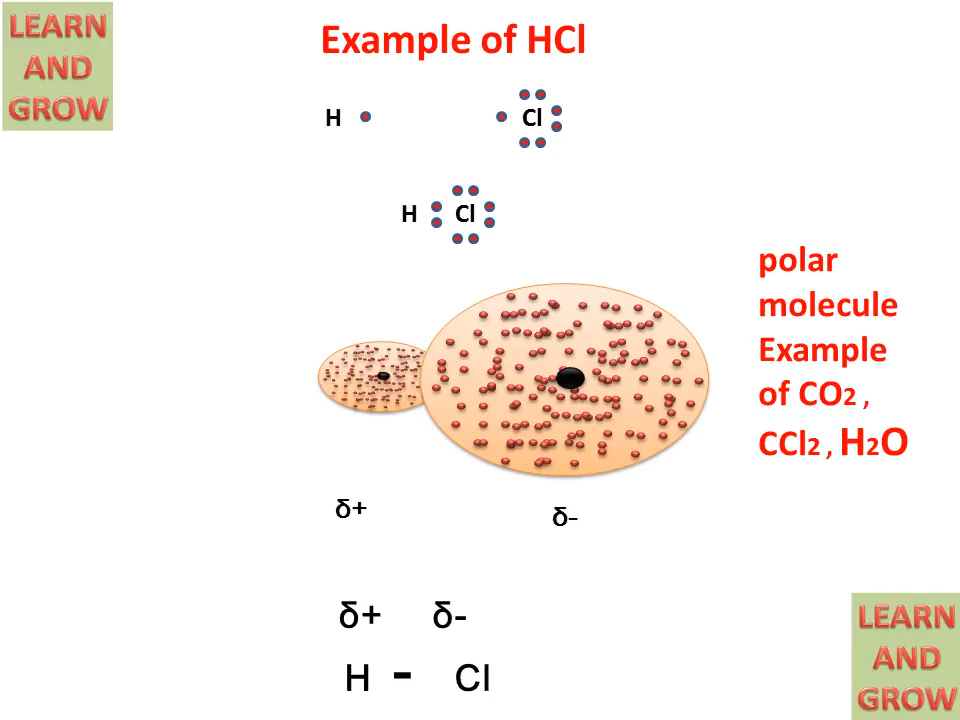 LEARN
AND
GROW
Example of HCl
H Cl
H Cl
polar
molecule
Example
of CO2 ,
CCl2 , H2O
δ+ δ-
δ+ δ-
H - Cl
LEARN
AND
GROW